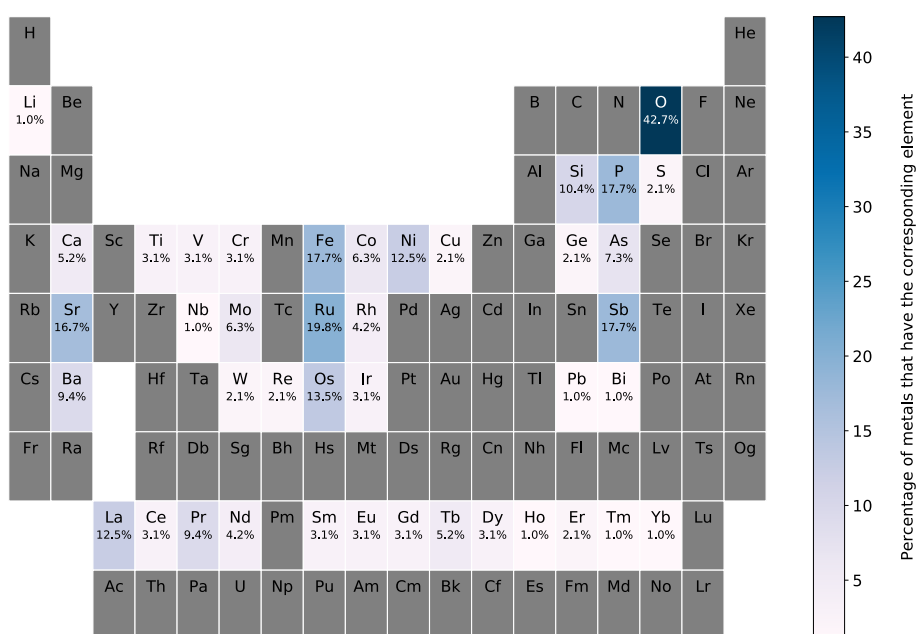 H He
Li Be B C N O F Ne
1.0% 42.7%
Na Mg Al Si P S Cl Ar
10.4% 17.7% 2.1%
K Ca Sc Ti V Cr Mn Fe Co Ni Cu Zn Ga Ge As Se Br Kr
5.2% 3.1% 3.1% 3.1% 17.7% 6.3% 12.5% 2.1% 2.1% 7.3%
Rb Sr Y Zr Nb Mo Tc Ru Rh Pd Ag Cd In Sn Sb Te I Xe
16.7% 1.0% 6.3% 19.8% 4.2% 17.7%
Cs Ba Hf Ta W Re Os Ir Pt Au Hg Tl Pb Bi Po At Rn
9.4% 2.1% 2.1% 13.5% 3.1% 1.0% 1.0%
Fr Ra Rf Db Sg Bh Hs Mt Ds Rg Cn Nh Fl Mc Lv Ts Og
La Ce Pr Nd Pm Sm Eu Gd Tb Dy Ho Er Tm Yb Lu
12.5% 3.1% 9.4% 4.2% 3.1% 3.1% 3.1% 5.2% 3.1% 1.0% 2.1% 1.0% 1.0%
Ac Th Pa U Np Pu Am Cm Bk Cf Es Fm Md No Lr
40
35
30
25
20
15
10
5
Percentage of metals that have the corresponding element